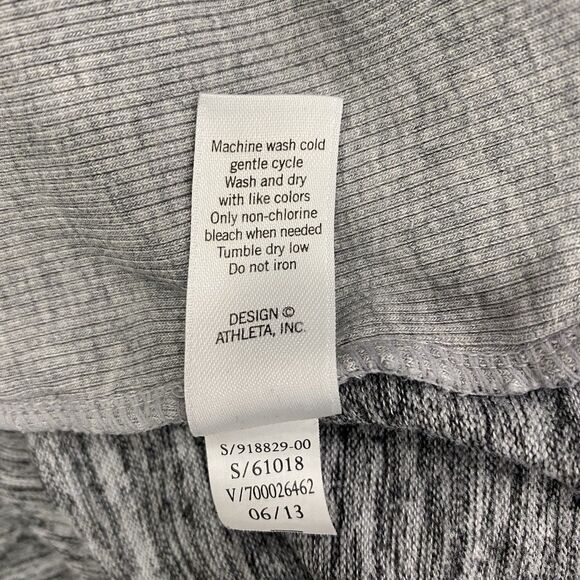 Machine wash cold
gentle cycle
Wash and dry
with like colors
Only non-chlorine
bleach when needed
Tumble dry low
Do not iron
DESIGN ©
ATHLETA, INC.
S/918829-00
S/61018
V/700026462
06/13